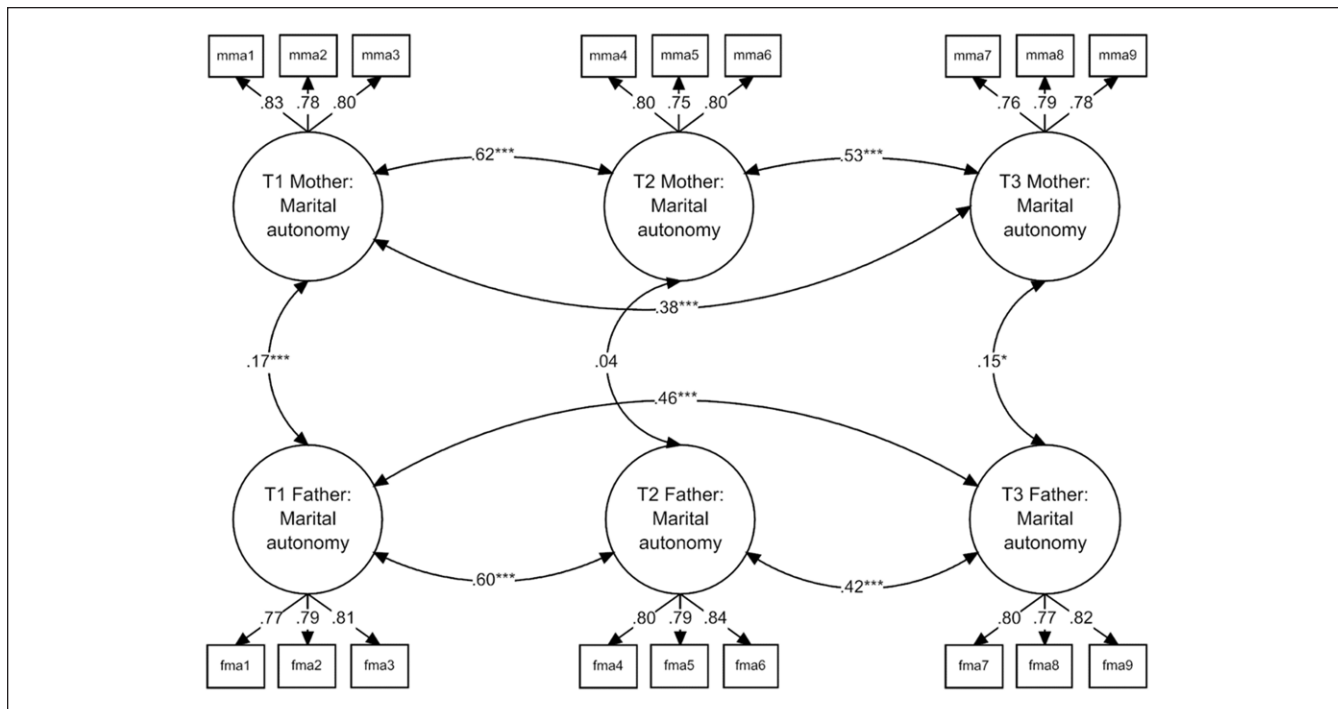 mma1 mma2 mma3 mma4 mma5 mma6 mma7 mma8 mma9
.83 .78 .80 .80 .75 .80 .76 .79 .78
.62*** .53***
T1 Mother: T2 Mother: T3 Mother:
Marital Marital Marital
autonomy autonomy autonomy
.38***
.17*** .04 .15*
.46***
T1 Father: T2 Father: T3 Father:
Marital Marital Marital
autonomy autonomy autonomy
.60*** .42***
.77 .79 .81 .80 .79 .84 .80 .77 .82
fma1 fma2 fma3 fma4 fma5 fma6 fma7 fma8 fma9